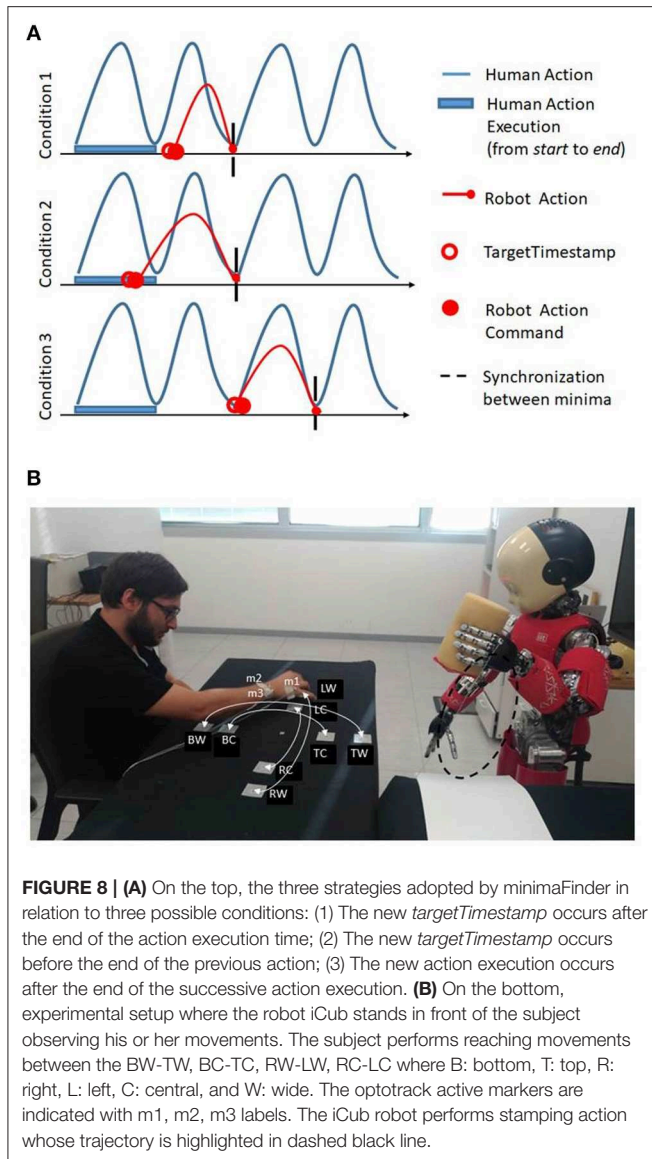 A
Condition 1
Condition 2
Condition 3
Human Action
Human Action
Execution
(from start to end)
Robot Action
TargetTimestamp
Robot Action
Command
Synchronization
between minima
B
m2
m1
m3
LW
LC
BW
BC
TC
TW
RC
RW
FIGURE 8 | (A) On the top, the three strategies adopted by minimaFinder in
relation to three possible conditions: (1) The new targetTimestamp occurs after
the end of the action execution time; (2) The new targetTimestamp occurs
before the end of the previous action; (3) The new action execution occurs
after the end of the successive action execution. (B) On the bottom,
experimental setup where the robot iCub stands in front of the subject
observing his or her movements. The subject performs reaching movements
between the BW-TW, BC-TC, RW-LW, RC-LC where B: bottom, T: top, R:
right, L: left, C: central, and W: wide. The optotrack active markers are
indicated with m1, m2, m3 labels. The iCub robot performs stamping action
whose trajectory is highlighted in dashed black line.